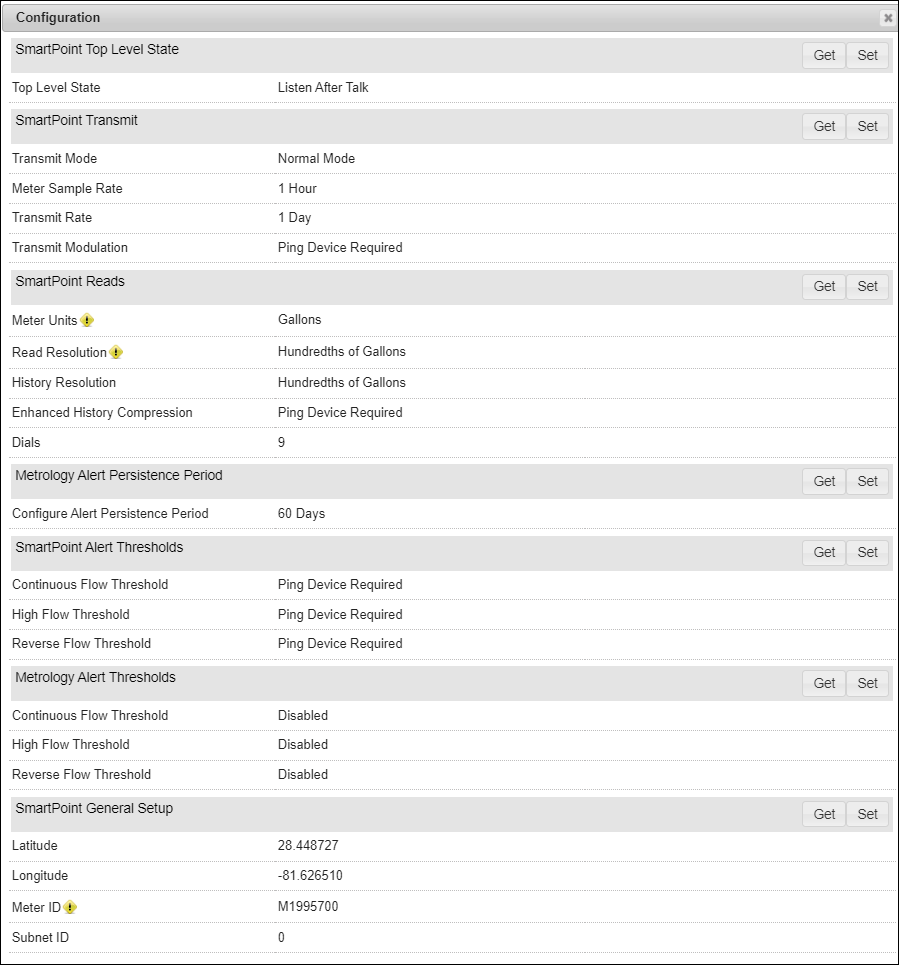 Configuration
SmartPoint Top Level State Get Set
Top Level State Listen After Talk
SmartPoint Transmit Get Set
Transmit Mode Normal Mode
Meter Sample Rate 1 Hour
Transmit Rate 1 Day
Transmit Modulation Ping Device Required
SmartPoint Reads Get Set
Meter Units Gallons
Read Resolution Hundredths of Gallons
History Resolution Hundredths of Gallons
Enhanced History Compression Ping Device Required
Dials 9
Metrology Alert Persistence Period Get Set
Configure Alert Persistence Period 60 Days
SmartPoint Alert Thresholds Get Set
Continuous Flow Threshold Ping Device Required
High Flow Threshold Ping Device Required
Reverse Flow Threshold Ping Device Required
Metrology Alert Thresholds Get Set
Continuous Flow Threshold Disabled
High Flow Threshold Disabled
Reverse Flow Threshold Disabled
SmartPoint General Setup Get Set
Latitude 28.448727
Longitude -81.626510
Meter ID M1995700
Subnet ID 0